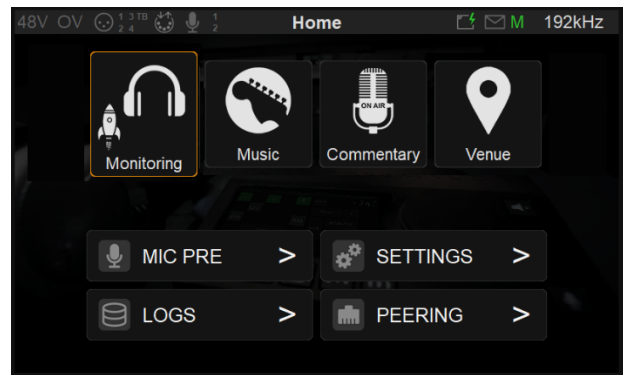 48V OV 1 3 TB 2 4 1 2 Home M 192kHz
ON AIR
Monitoring Music Commentary Venue
MIC PRE > SETTINGS >
LOGS > PEERING >